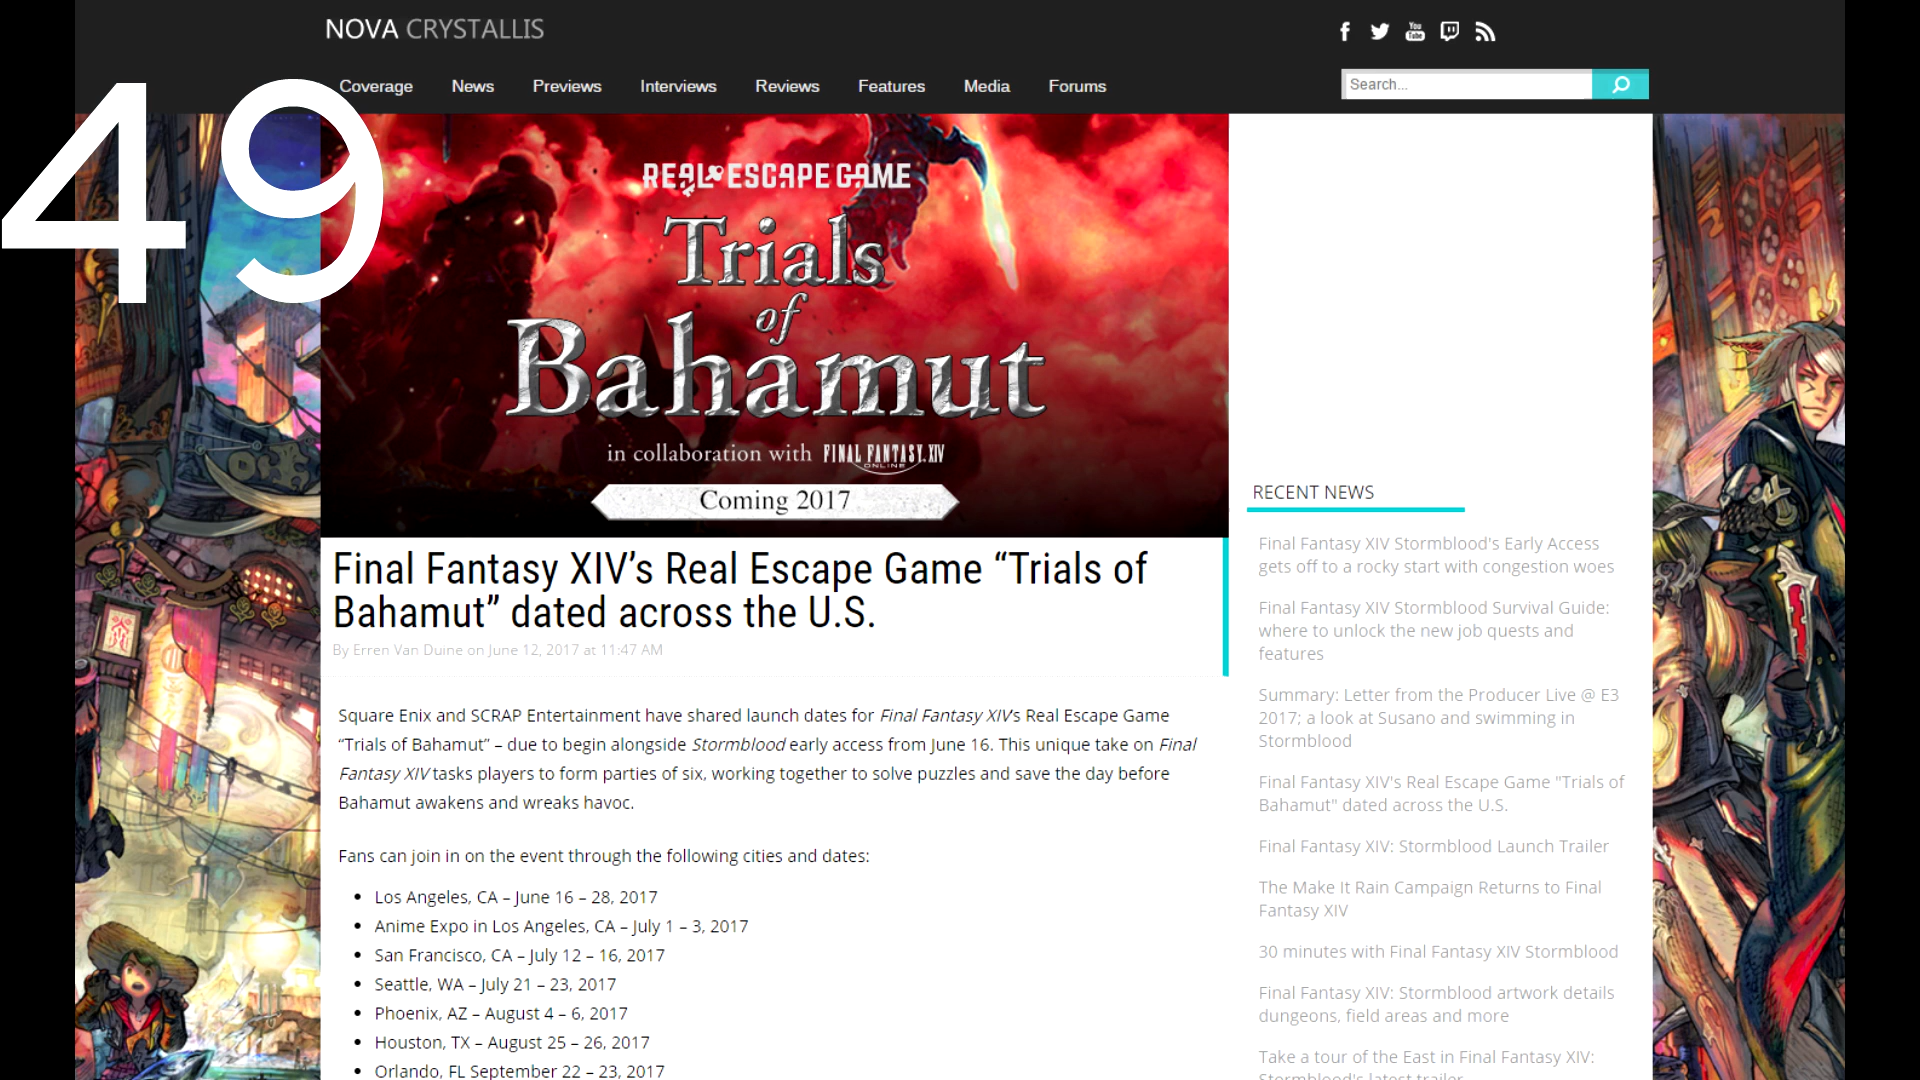 NOVA CRYSTALLIS
Coverage News Previews Interviews Reviews Features Media Forums
Search...
49
REAL ESCAPE GAME
Trials
of
Bahamut
in collaboration with FINAL FANTASY XIV
ONLINE
Coming 2017
Final Fantasy XIV’s Real Escape Game “Trials of
Bahamut” dated across the U.S.
By Erren Van Duine on June 12, 2017 at 11:47 AM
Square Enix and SCRAP Entertainment have shared launch dates for Final Fantasy XIV’s Real Escape Game
“Trials of Bahamut” – due to begin alongside Stormblood early access from June 16. This unique take on Final
Fantasy XIV tasks players to form parties of six, working together to solve puzzles and save the day before
Bahamut awakens and wreaks havoc.
Fans can join in on the event through the following cities and dates:
• Los Angeles, CA – June 16 – 28, 2017
• Anime Expo in Los Angeles, CA – July 1 – 3, 2017
• San Francisco, CA – July 12 – 16, 2017
• Seattle, WA – July 21 – 23, 2017
• Phoenix, AZ – August 4 – 6, 2017
• Houston, TX – August 25 – 26, 2017
• Orlando, FL September 22 – 23, 2017
RECENT NEWS
Final Fantasy XIV Stormblood's Early Access
gets off to a rocky start with congestion woes
Final Fantasy XIV Stormblood Survival Guide:
where to unlock the new job quests and
features
Summary: Letter from the Producer Live @ E3
2017; a look at Susano and swimming in
Stormblood
Final Fantasy XIV's Real Escape Game "Trials of
Bahamut" dated across the U.S.
Final Fantasy XIV: Stormblood Launch Trailer
The Make It Rain Campaign Returns to Final
Fantasy XIV
30 minutes with Final Fantasy XIV Stormblood
Final Fantasy XIV: Stormblood artwork details
dungeons, field areas and more
Take a tour of the East in Final Fantasy XIV:
Stormblood's latest trailer